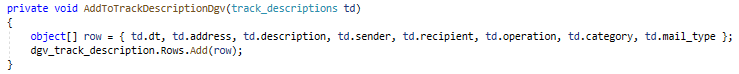 private void AddToTrackDescriptionDgv(track_descriptions td)
{
object[] row = { td.dt, td.address, td.description, td.sender, td.recipient, td.operation, td.category, td.mail_type };
dgv_track_description.Rows.Add(row);
}